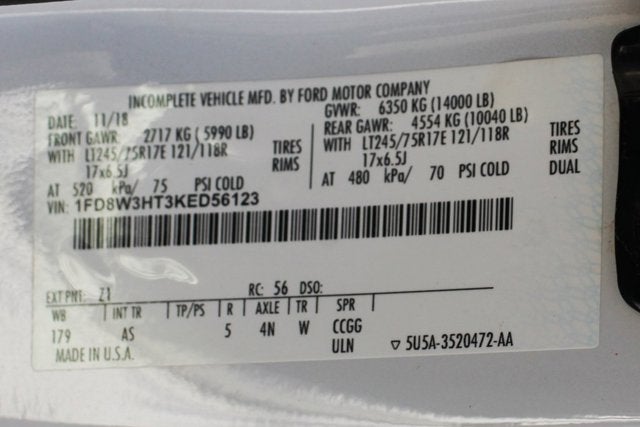 INCOMPLETE VEHICLE MFD. BY FORD MOTOR COMPANY
DATE: 11/18 GVWR: 6350 KG (14000 LB)
FRONT GAWR: 2717 KG (5990 LB) REAR GAWR: 4554 KG (10040 LB)
WITH LT245/75R17E 121/118R TIRES WITH LT245/75R17E 121/118R TIRES
17x6.5J RIMS 17x6.5J RIMS
AT 520 kPa/ 75 PSI COLD AT 480 kPa/ 70 PSI COLD DUAL
VIN: 1FD8W3HT3KED56123
EXT PNT: Z1 RC: 56 DSO:
WB INT TR TP/PS R AXLE TR SPR
179 AS 5 4N W CCGG
MADE IN U.S.A. ULN ▽ 5U5A-3520472-AA